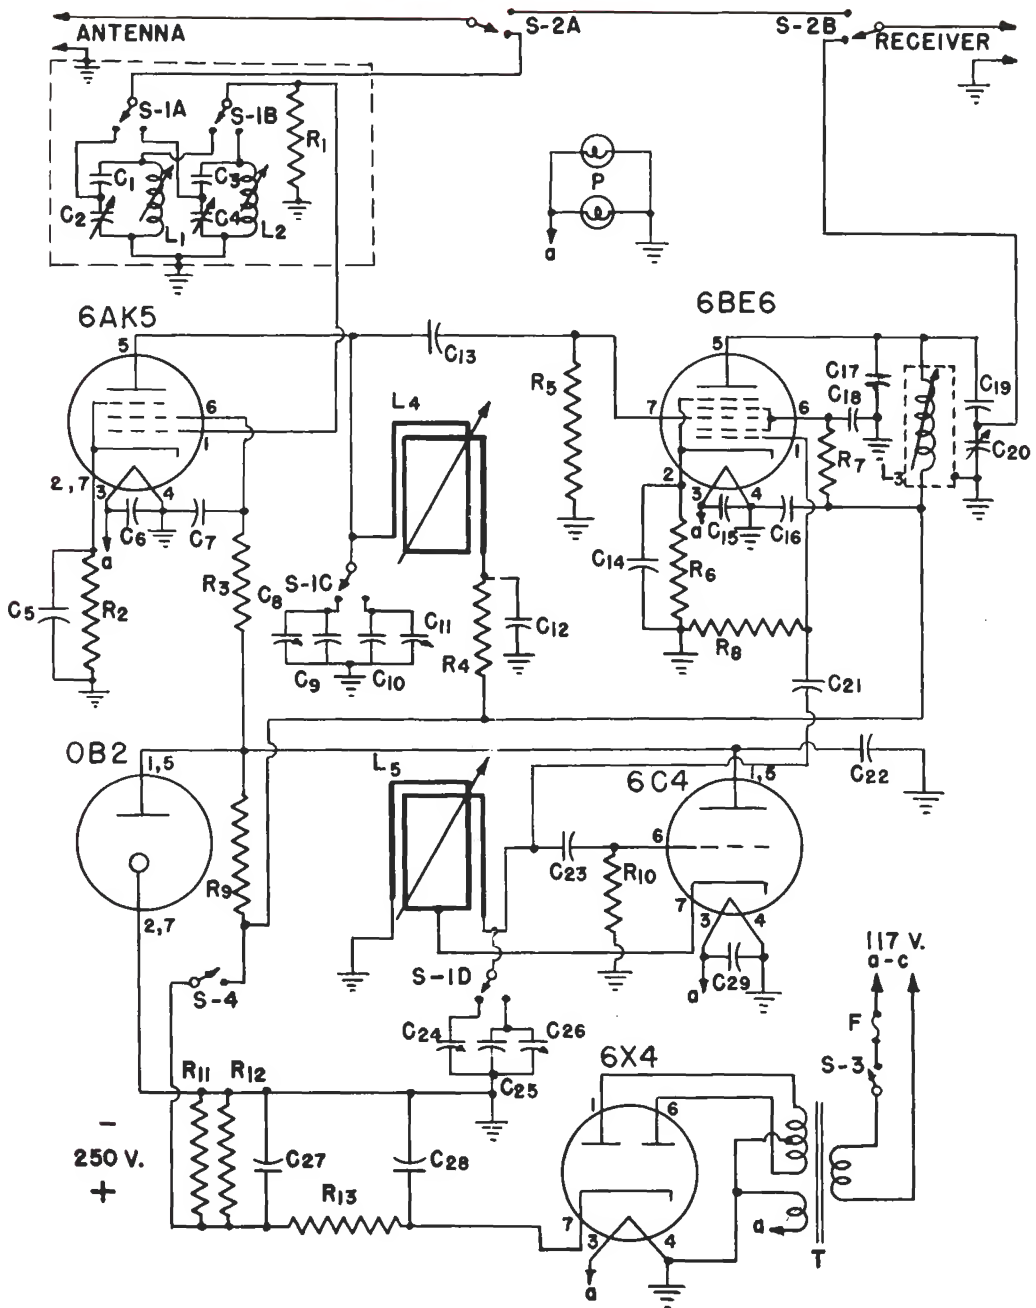 S-2A
S-2B
ANTENNA
RECEIVER
S-1A
S-1B
R1
C1
C3
P
C2
C4
L1
L2
a
6AK5
6BE6
5
5
C13
C17
R5
C18
C19
L4
6
7
6
1
1
C20
R7
L3
2,7
3
4
2
3
4
C6
C7
a
C15
C16
a
R3
S-1C
C14
R6
C5
R2
C8
C11
C12
R4
R8
C9
C10
C21
OB2
1,5
L5
6C4
1,5
C22
6
C23
R10
R9
7
3
4
2,7
117 V.
a-c
S-1D
C29
a
S-4
F
C24
C26
6X4
S-3
R11
R12
C25
1
6
-
250 V.
+
C27
C28
R13
7
3
4
a
T
a